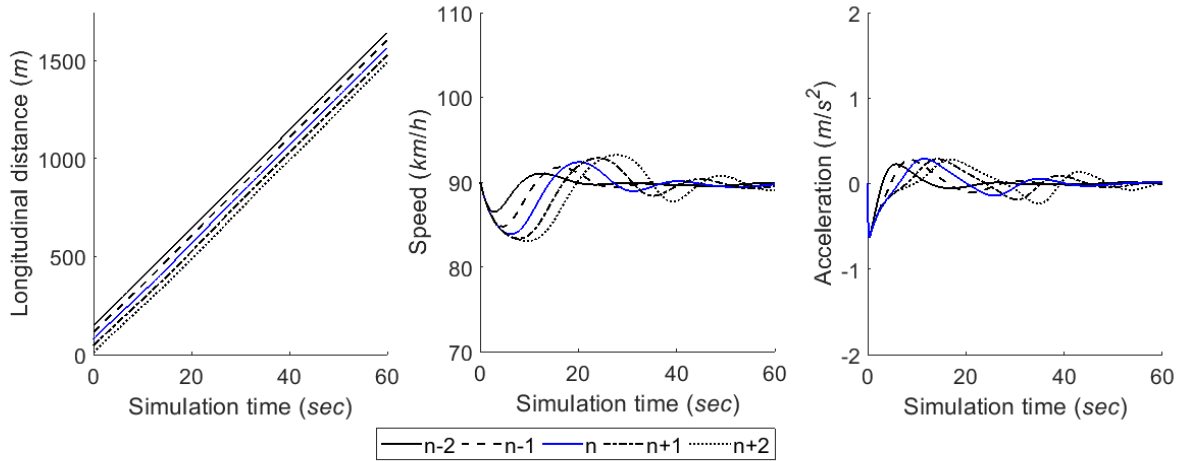 Longitudinal distance (m)
1500
1000
500
0
0 20 40 60
Simulation time (sec)
Speed (km/h)
110
100
90
80
70
0 20 40 60
Simulation time (sec)
Acceleration (m/s²)
2
1
0
-1
-2
0 20 40 60
Simulation time (sec)
n-2 n-1 n n+1 n+2